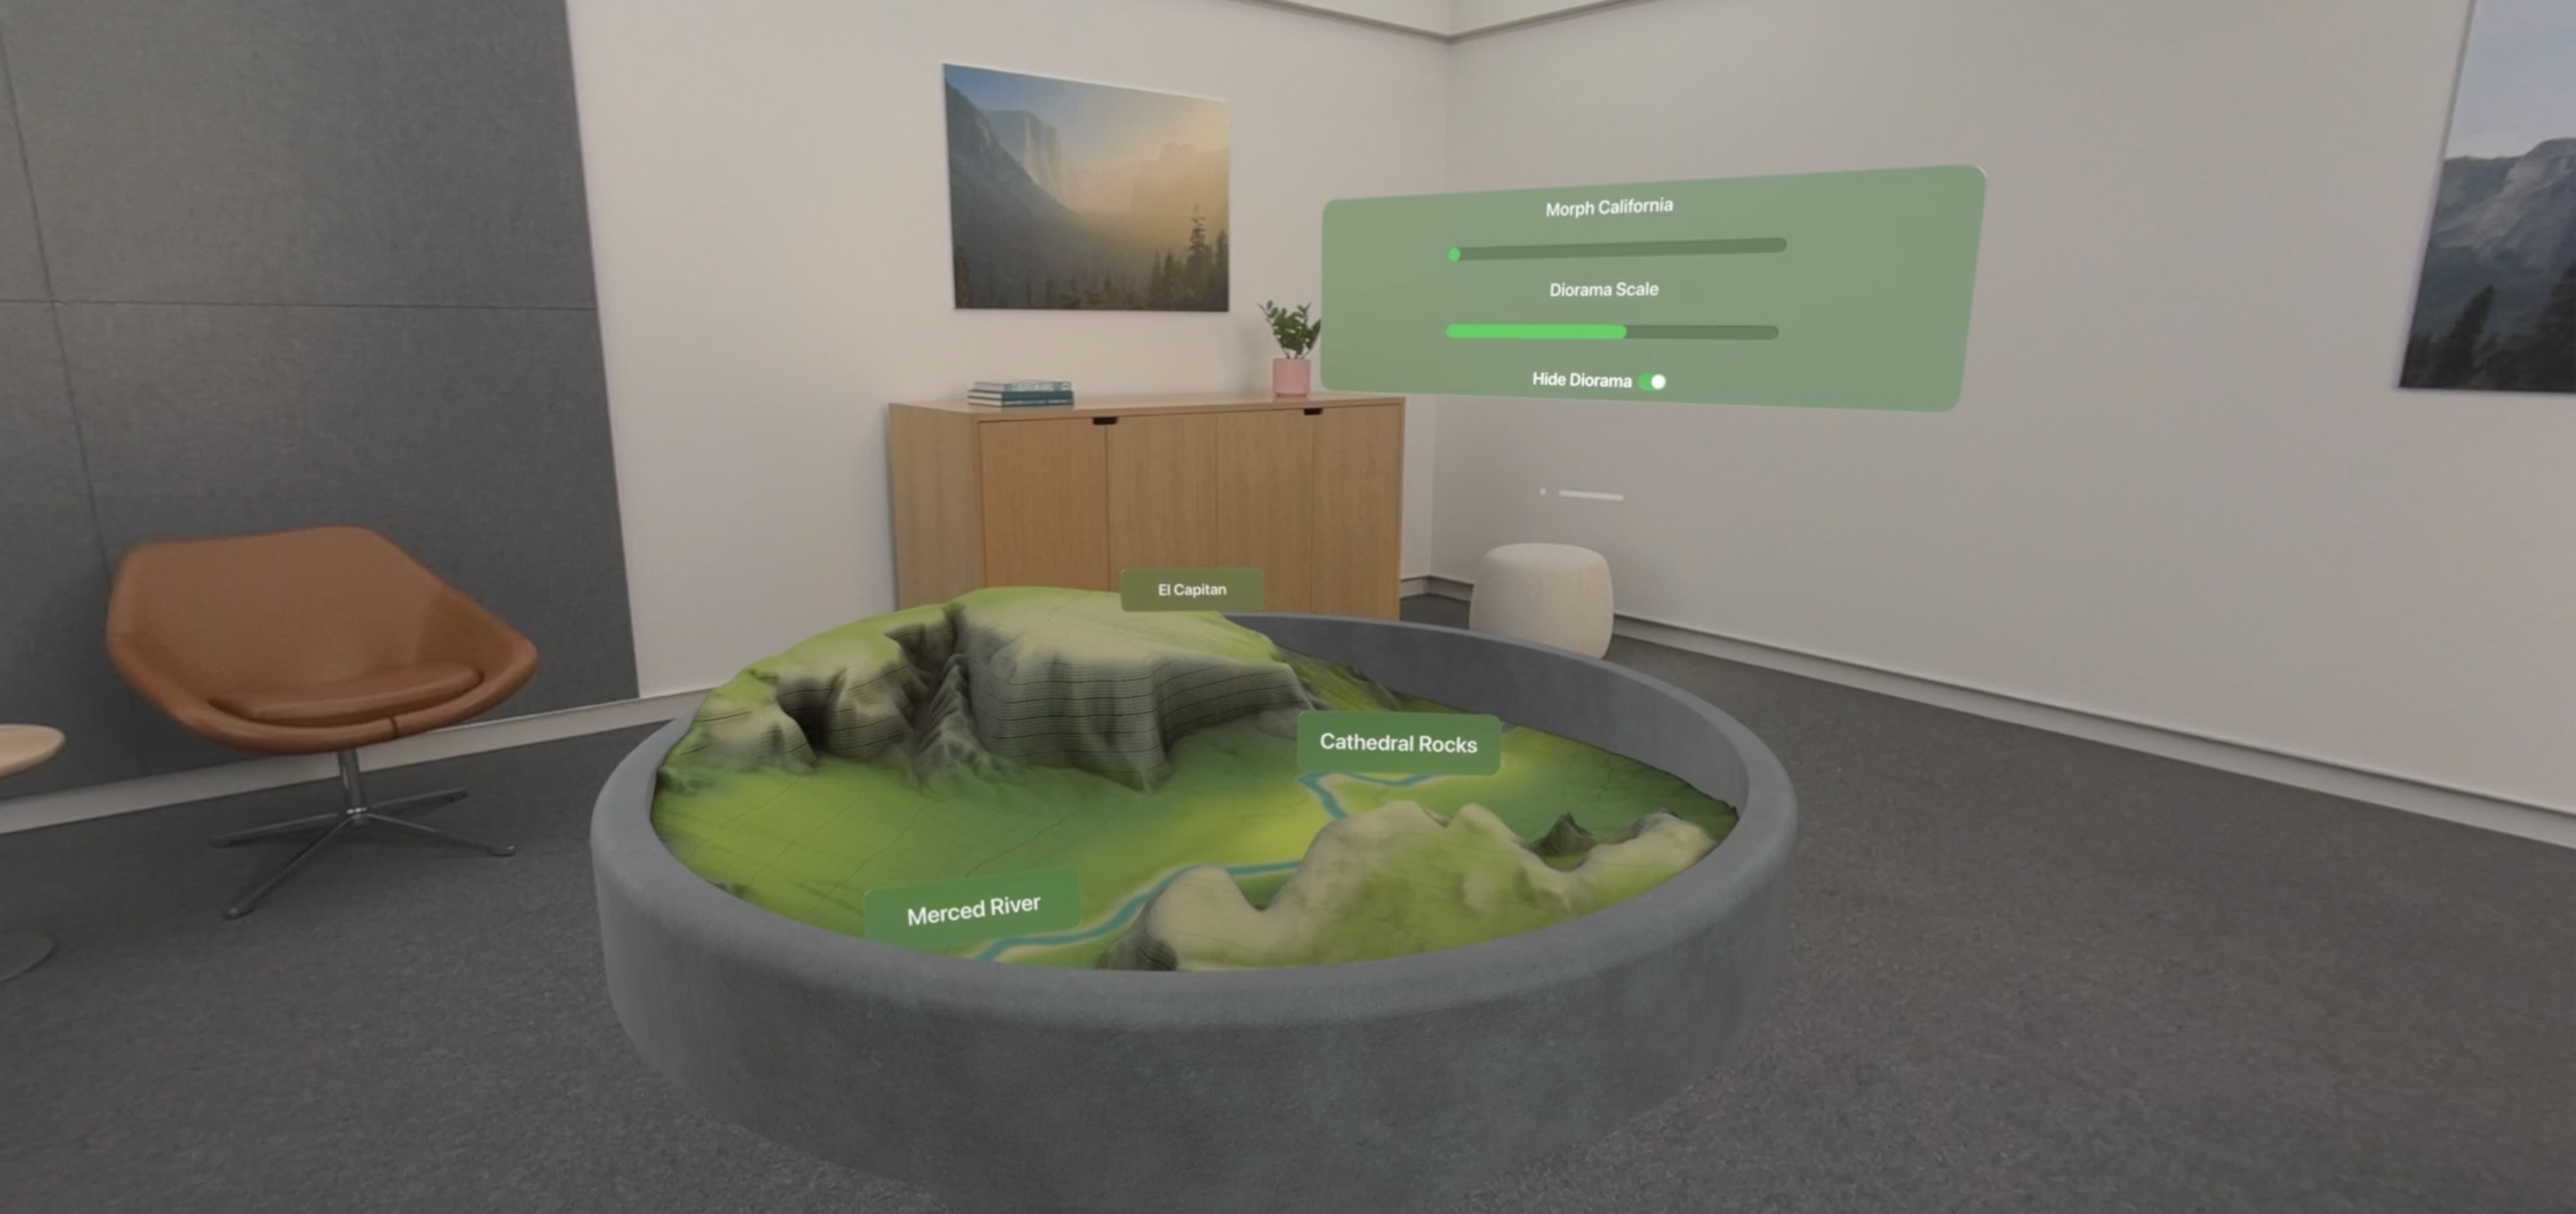 Morph California
Diorama Scale
Hide Diorama
El Capitan
Cathedral Rocks
Merced River